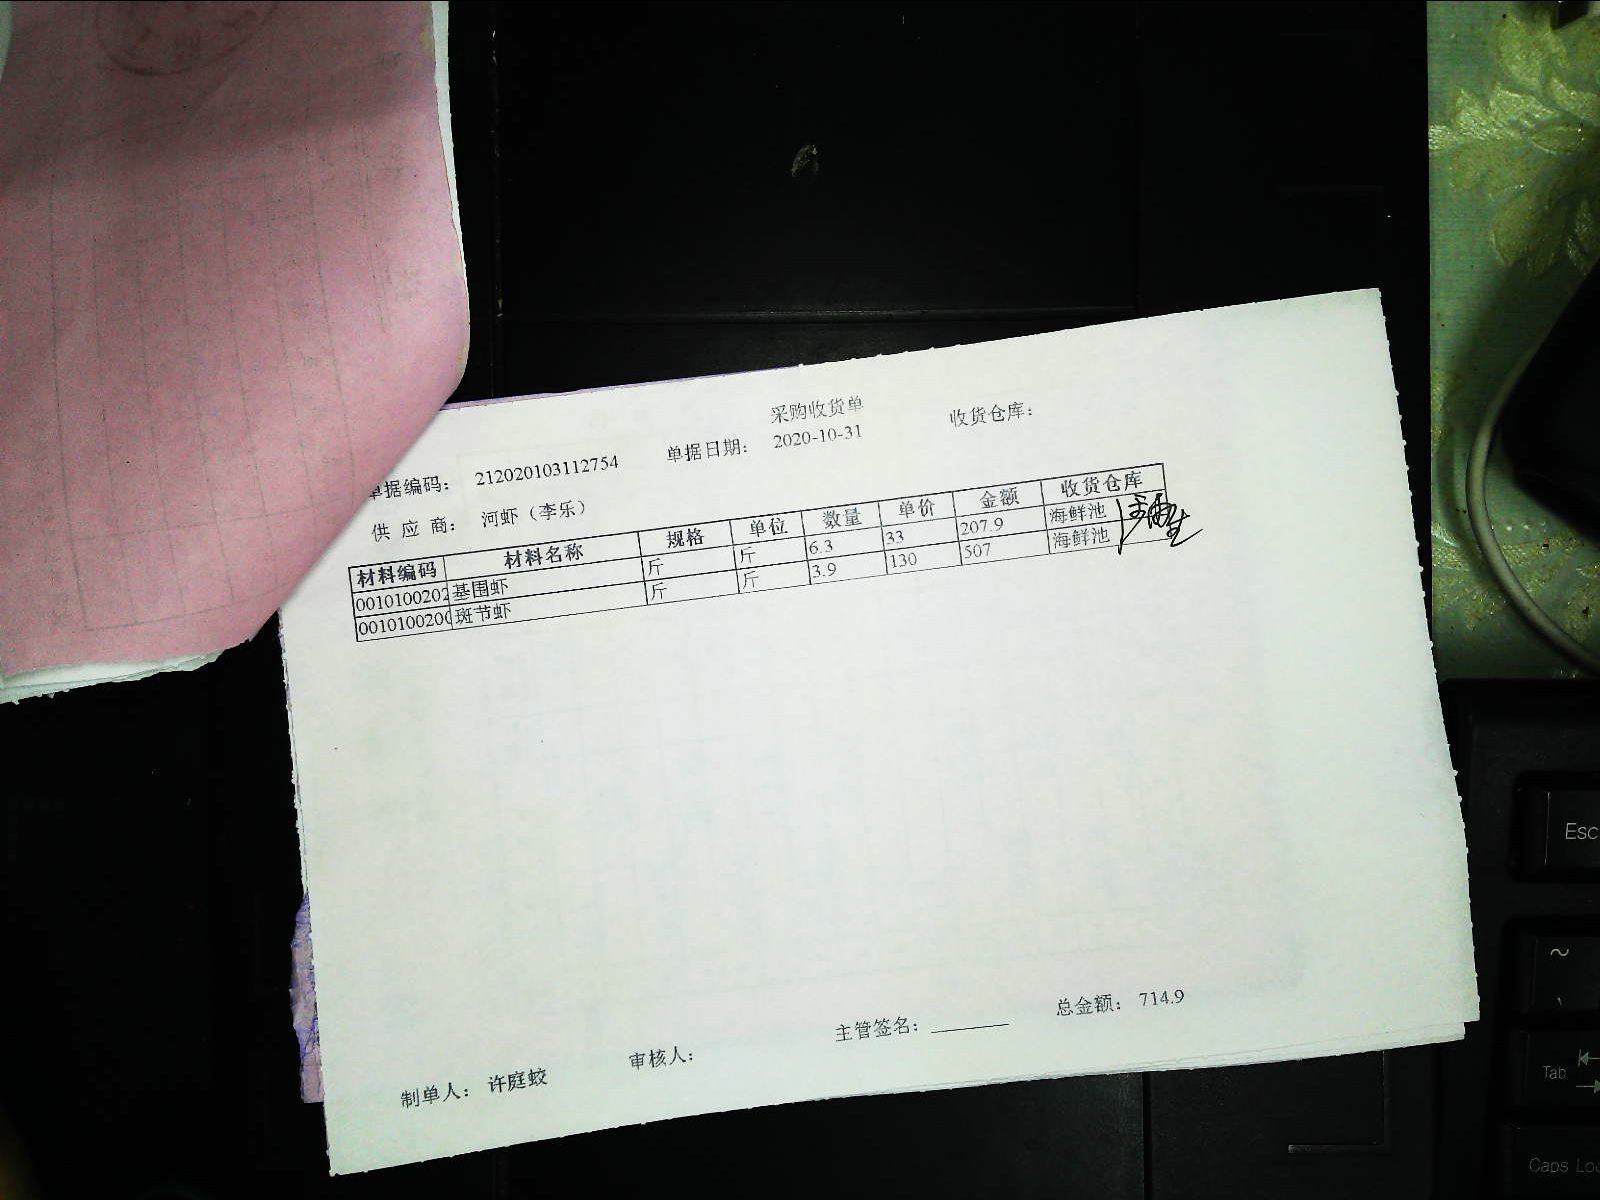 采购收货单
单据编码： 212020103112754 单据日期： 2020-10-31 收货仓库：
供 应 商： 河虾（李乐）
材料编码 材料名称 规格 单位 数量 单价 金额 收货仓库
0010100202 基围虾 斤 斤 6.3 33 207.9 海鲜池
001010020 斑节虾 斤 斤 3.9 130 507 海鲜池
制单人： 许庭蛟 审核人： 主管签名： 总金额： 714.9
Esc
~
Tab
Caps Loc